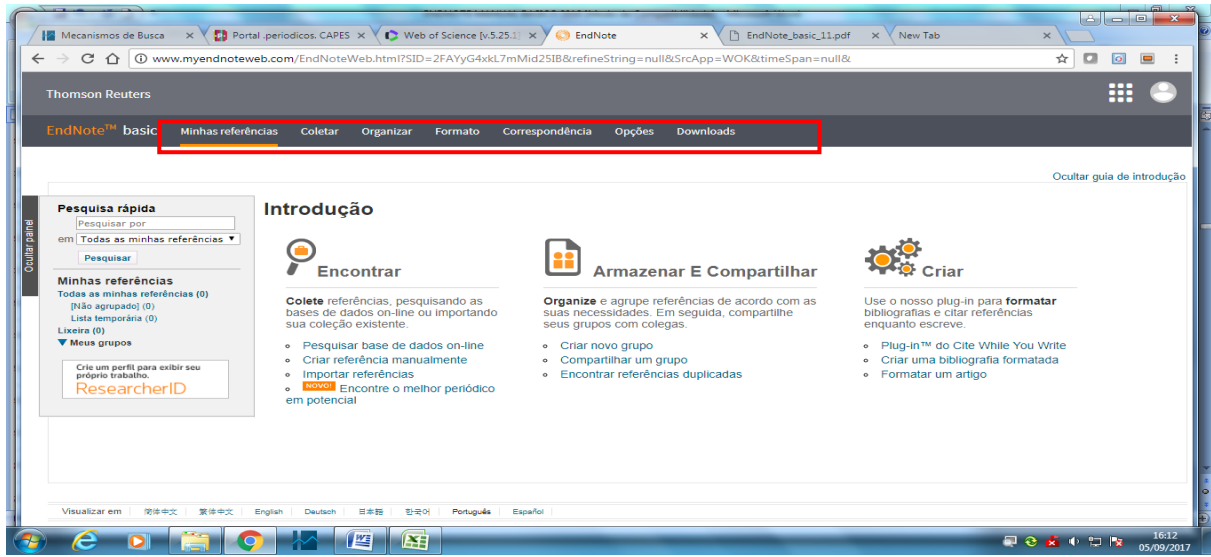 Mecanismos de Busca
Portal .periodicos. CAPES
Web of Science [v.5.25.1]
EndNote
EndNote_basic_11.pdf
New Tab
www.myendnoteweb.com/EndNoteWeb.html?SID=2FAYyG4xkL7mMid25IB&refineString=null&SrcApp=WOK&timeSpan=null&
Thomson Reuters
EndNote™ basic Minhas referências Coletar Organizar Formato Correspondência Opções Downloads
Ocultar guia de introdução
Ocultar painel
Pesquisa rápida
Pesquisar por
em Todas as minhas referências
Pesquisar
Minhas referências
Todas as minhas referências (0)
[Não agrupado] (0)
Lista temporária (0)
Lixeira (0)
Meus grupos
Crie um perfil para exibir seu
próprio trabalho.
ResearcherID
Introdução
Encontrar
Colete referências, pesquisando as
bases de dados on-line ou importando
sua coleção existente.
Pesquisar base de dados on-line
Criar referência manualmente
Importar referências
NOVO! Encontre o melhor periódico
em potencial
Armazenar E Compartilhar
Organize e agrupe referências de acordo com as
suas necessidades. Em seguida, compartilhe
seus grupos com colegas.
Criar novo grupo
Compartilhar um grupo
Encontrar referências duplicadas
Criar
Use o nosso plug-in para formatar
bibliografias e citar referências
enquanto escreve.
Plug-in™ do Cite While You Write
Criar uma bibliografia formatada
Formatar um artigo
Visualizar em 简体中文 繁體中文 English Deutsch 日本語 한국어 Português Español
16:12
05/09/2017